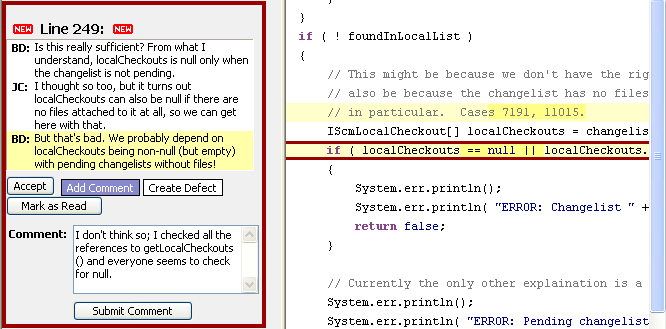 NEW Line 249: NEW
BD: Is this really sufficient? From what I
understand, localCheckouts is null only when
the changelist is not pending.
JC: I thought so too, but it turns out
localCheckouts can also be null if there are
no files attached to it at all, so we can get
here with that.
BD: But that's bad. We probably depend on
localCheckouts being non-null (but empty)
with pending changelists without files!
Accept Add Comment Create Defect
Mark as Read
Comment: I don't think so; I checked all the
references to getLocalCheckouts
() and everyone seems to check
for null.
Submit Comment
}
}
if ( ! foundInLocalList )
{
// This might be because we don't have the rig
// also be because the changelist has no files
// in particular. Cases 7191, 11015.
IScmLocalCheckout[] localCheckouts = changelis
if ( localCheckouts == null || localCheckouts.
{
System.err.println();
System.err.println( "ERROR: Changelist " +
return false;
}
// Currently the only other explaination is a
System.err.println();
System.err.println( "ERROR: Pending changelist